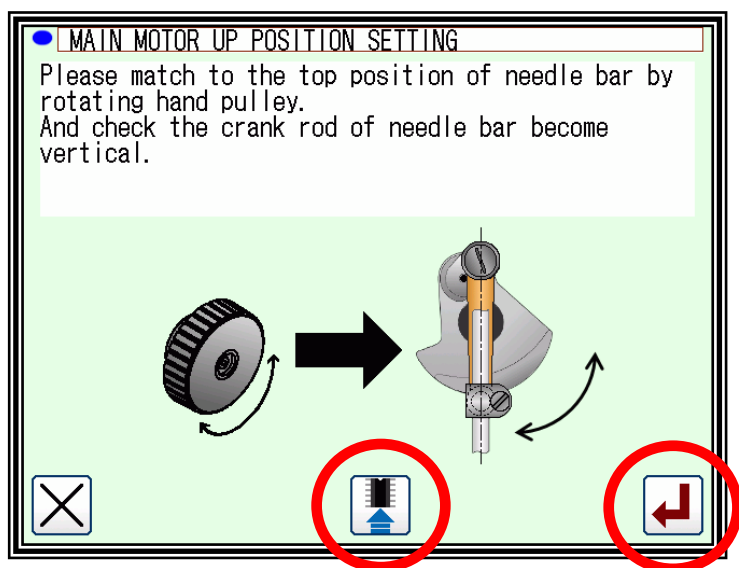 MAIN MOTOR UP POSITION SETTING
Please match to the top position of needle bar by
rotating hand pulley.
And check the crank rod of needle bar become
vertical.